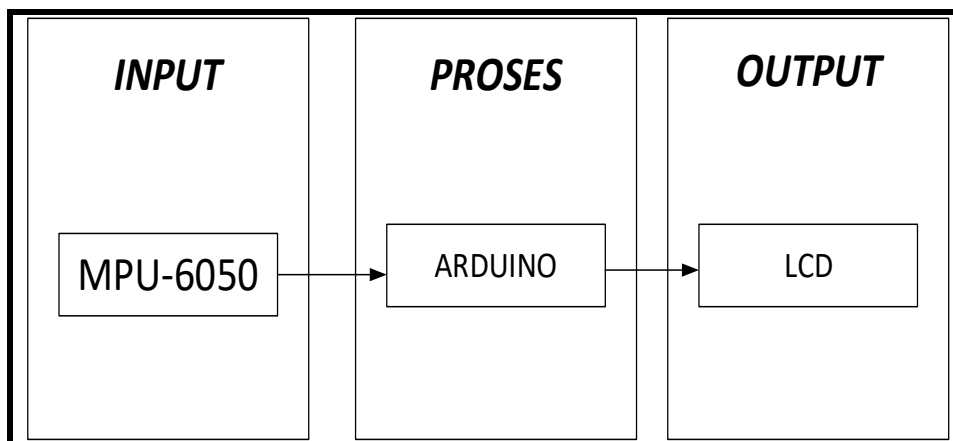 INPUT
PROSES
OUTPUT
MPU-6050
ARDUINO
LCD